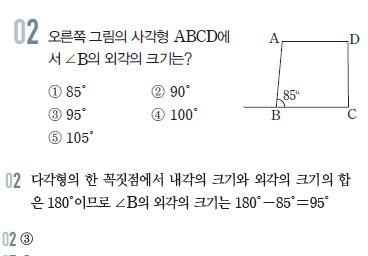 02 오른쪽 그림의 사각형 ABCD에
서 ∠B의 외각의 크기는?
① 85° ② 90°
③ 95° ④ 100°
⑤ 105°
A D
85°
B C
02 다각형의 한 꼭짓점에서 내각의 크기와 외각의 크기의 합
은 180°이므로 ∠B의 외각의 크기는 180°-85°=95°
02 ③